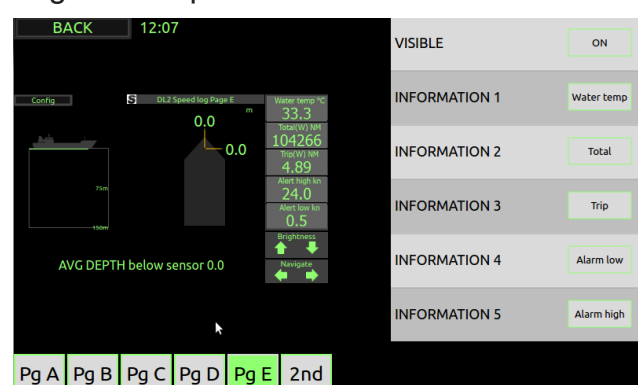 BACK 12:07
Config
S DL2 Speed log Page E
m
0.0
0.0
75m
150m
AVG DEPTH below sensor 0.0
Water temp °C
33.3
Total(W) NM
104266
Trip(W) NM
4.89
Alert high kn
24.0
Alert low kn
0.5
Brightness
Navigate
Pg A Pg B Pg C Pg D Pg E 2nd
VISIBLE ON
INFORMATION 1 Water temp
INFORMATION 2 Total
INFORMATION 3 Trip
INFORMATION 4 Alarm low
INFORMATION 5 Alarm high